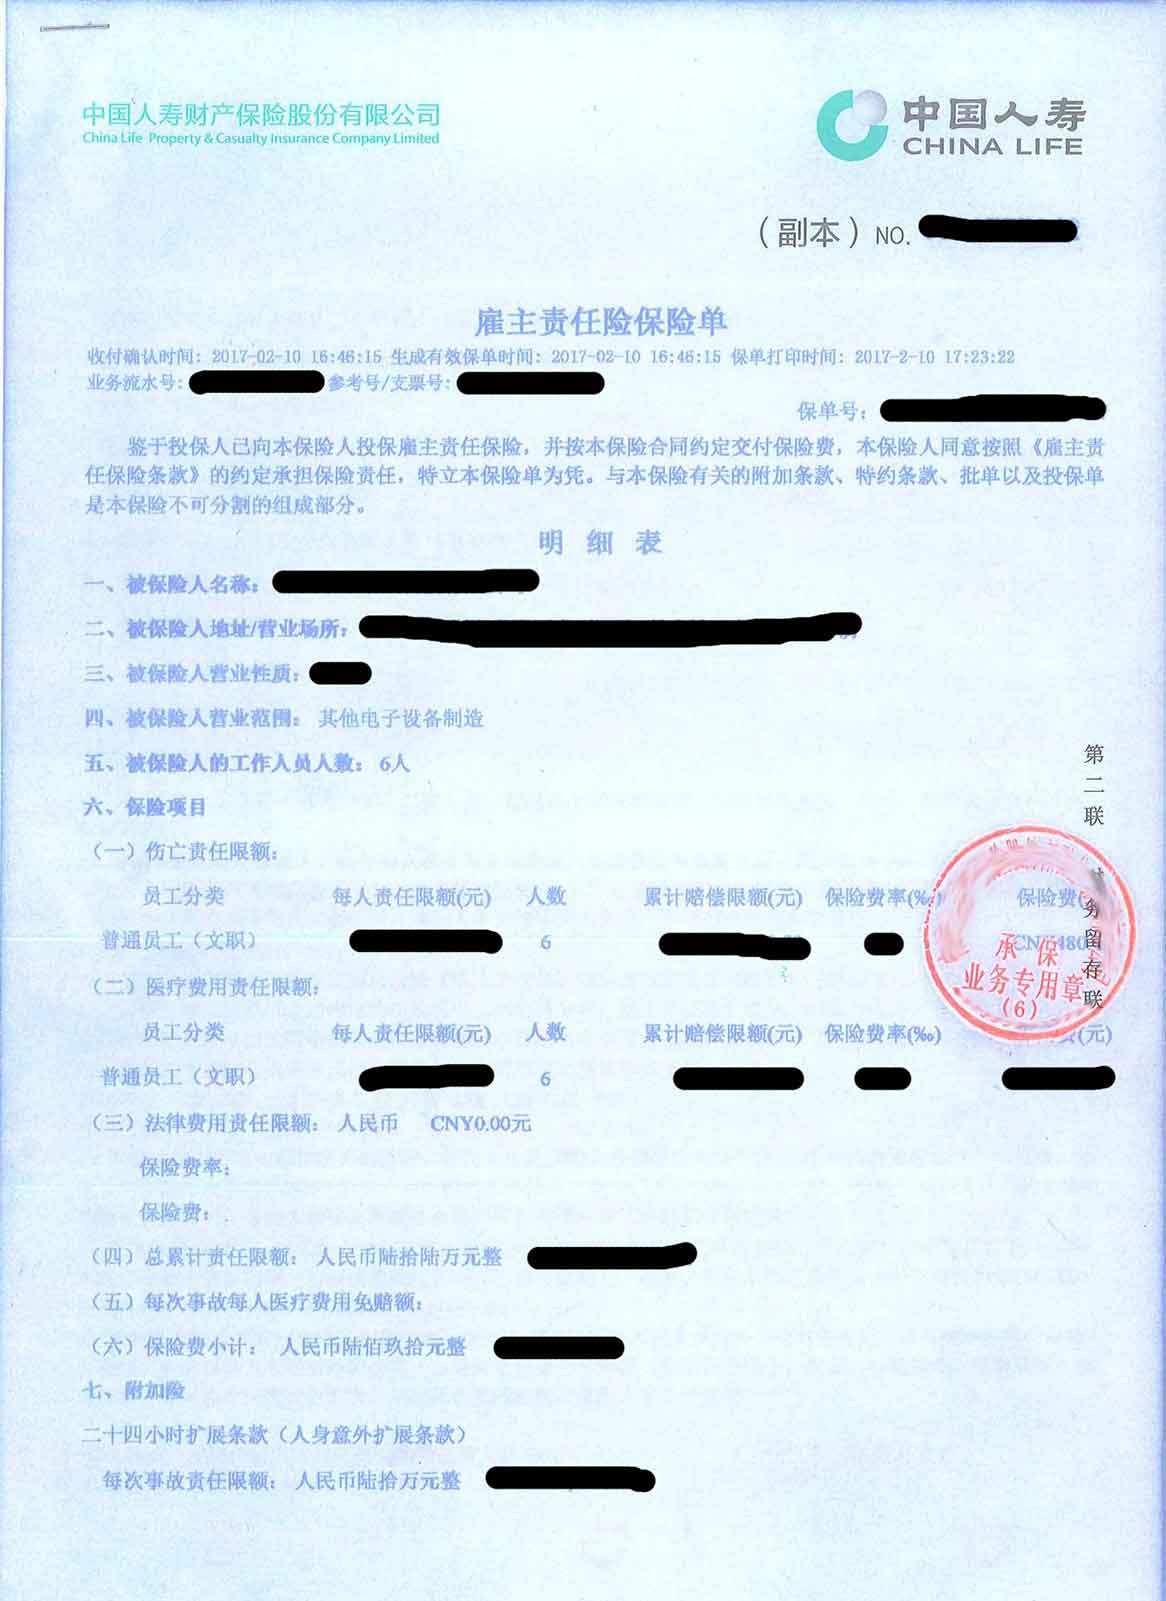 中国人寿财产保险股份有限公司
China Life Property & Casualty Insurance Company Limited
中国人寿
CHINA LIFE
（副本）NO.
雇主责任险保险单
收付确认时间：2017-02-10 16:46:15 生成有效保单时间：2017-02-10 16:46:15 保单打印时间：2017-2-10 17:23:22
业务流水号： 参考号/支票号：
保单号：
鉴于投保人已向本保险人投保雇主责任保险，并按本保险合同约定交付保险费，本保险人同意按照《雇主责
任保险条款》的约定承担保险责任，特立本保险单为凭。与本保险有关的附加条款、特约条款、批单以及投保单
是本保险不可分割的组成部分。
明 细 表
一、被保险人名称：
二、被保险人地址/营业场所：
三、被保险人营业性质：
四、被保险人营业范围： 其他电子设备制造
五、被保险人的工作人员人数：6人
六、保险项目
（一）伤亡责任限额：
员工分类 每人责任限额(元) 人数 累计赔偿限额(元) 保险费率(‰) 保险费
普通员工（文职） 6
（二）医疗费用责任限额：
员工分类 每人责任限额(元) 人数 累计赔偿限额(元) 保险费率(‰) (元)
普通员工（文职） 6
（三）法律费用责任限额：人民币 CNY0.00元
保险费率：
保险费：
（四）总累计责任限额：人民币陆拾陆万元整
（五）每次事故每人医疗费用免赔额：
（六）保险费小计：人民币陆佰玖拾元整
七、附加险
二十四小时扩展条款（人身意外扩展条款）
每次事故责任限额：人民币陆拾万元整
第二联
务留存联
承保
业务专用章
(6)